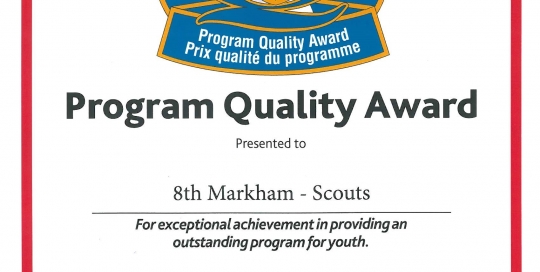 Program Quality Award
Prix qualité du programme
Program Quality Award
Presented to
8th Markham - Scouts
For exceptional achievement in providing an
outstanding program for youth.